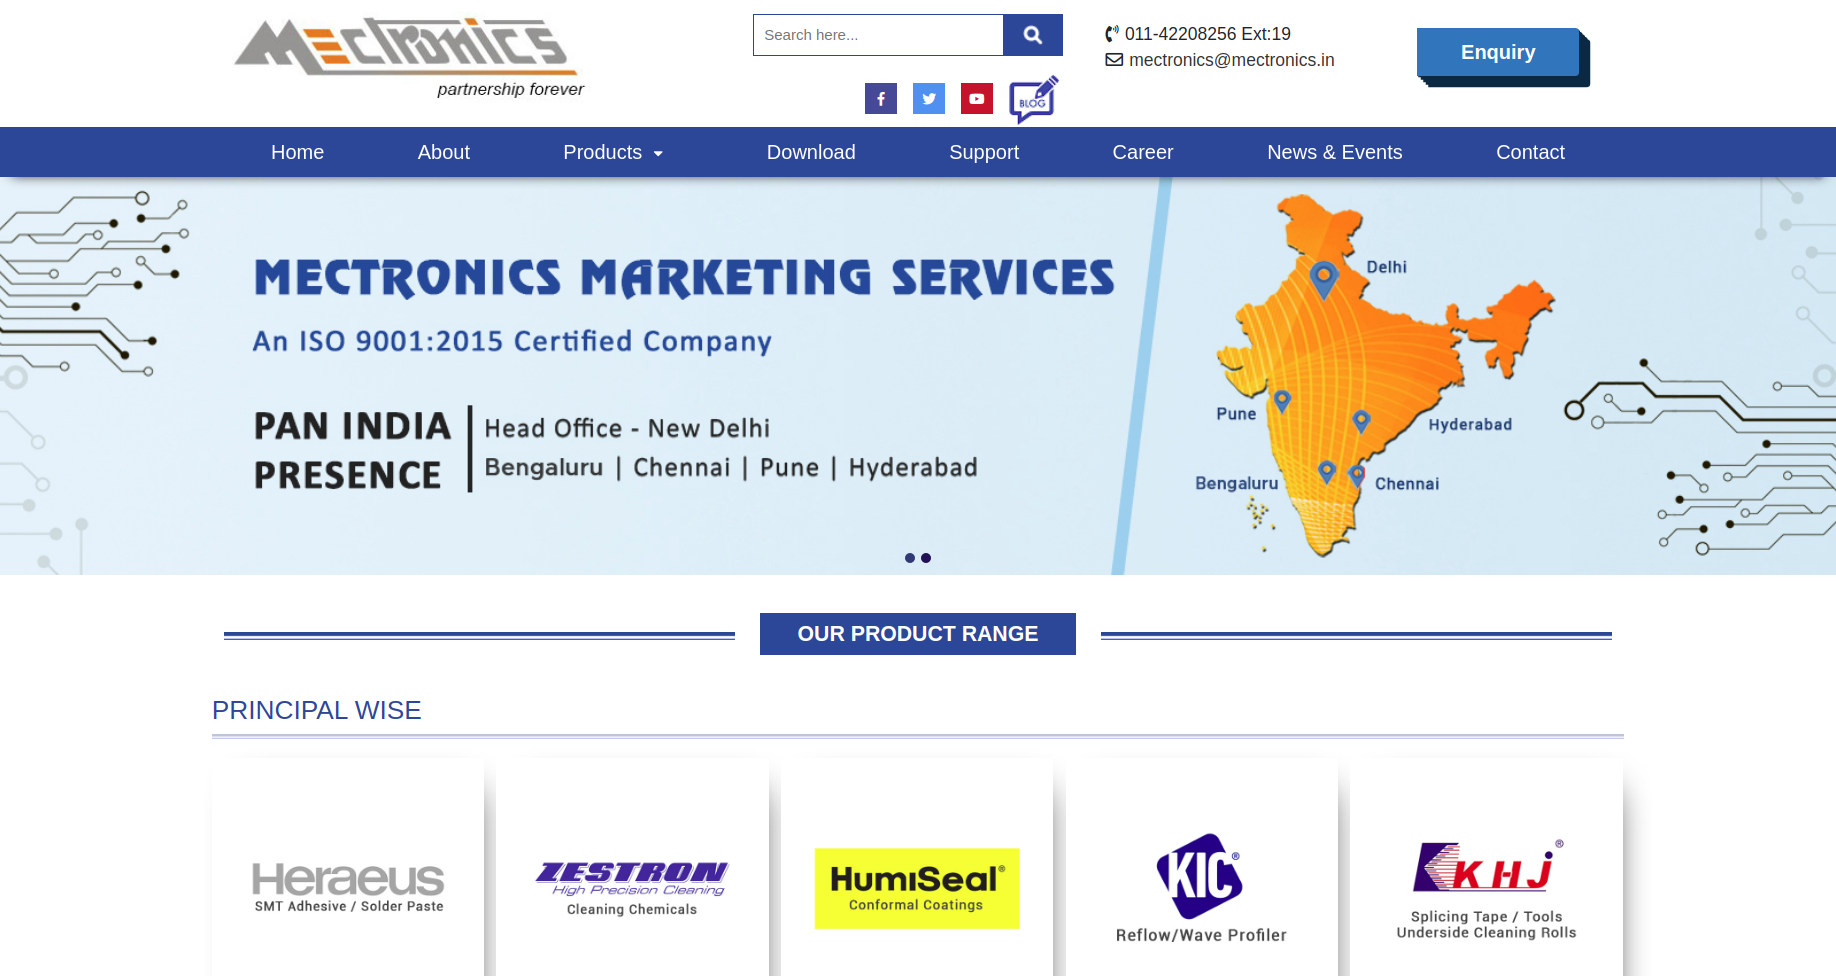 MECTRONICS
partnership forever
Search here...
011-42208256 Ext:19
mectronics@mectronics.in
Enquiry
BLOG
Home About Products Download Support Career News & Events Contact
MECTRONICS MARKETING SERVICES
An ISO 9001:2015 Certified Company
PAN INDIA
PRESENCE
Head Office - New Delhi
Bengaluru | Chennai | Pune | Hyderabad
Delhi
Pune
Hyderabad
Bengaluru
Chennai
OUR PRODUCT RANGE
PRINCIPAL WISE
Heraeus
SMT Adhesive / Solder Paste
ZESTRON
High Precision Cleaning
Cleaning Chemicals
HumiSeal®
Conformal Coatings
KIC®
Reflow/Wave Profiler
KHJ®
Splicing Tape / Tools
Underside Cleaning Rolls